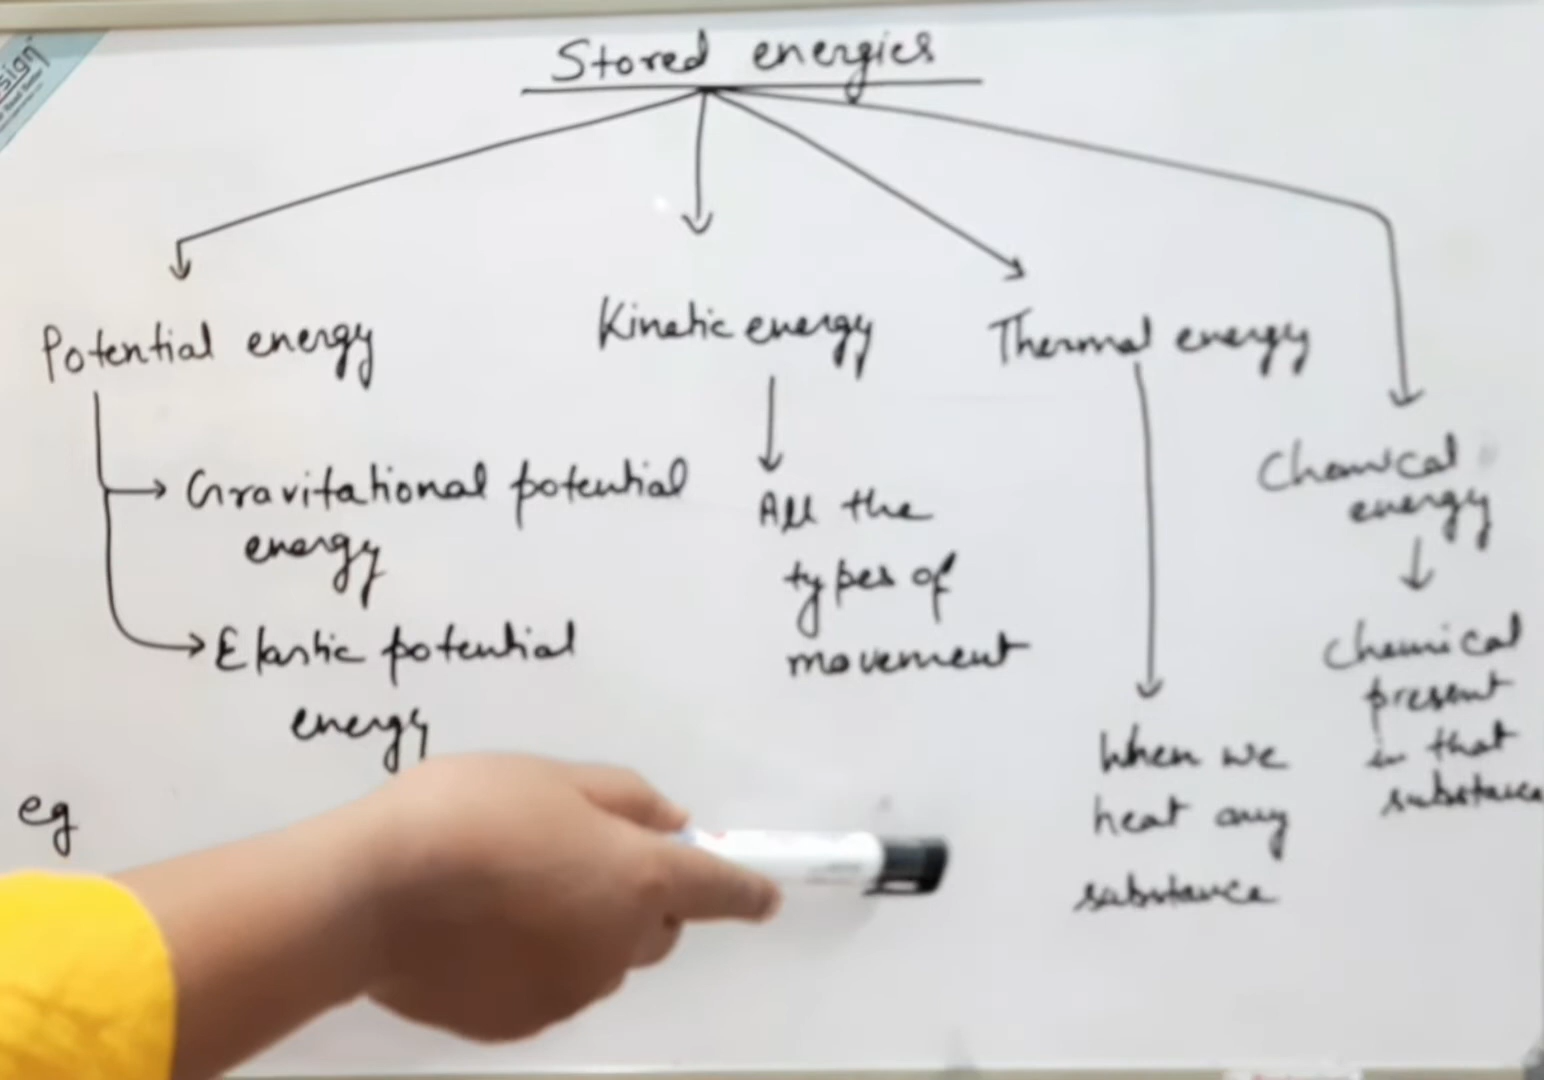 Stored energies
Potential energy
Kinetic energy
Thermal energy
Chemical
energy
Gravitational potential
energy
Elastic potential
energy
All the
types of
movement
When we
heat any
substance
Chemical
present
in that
substance
eg
sign